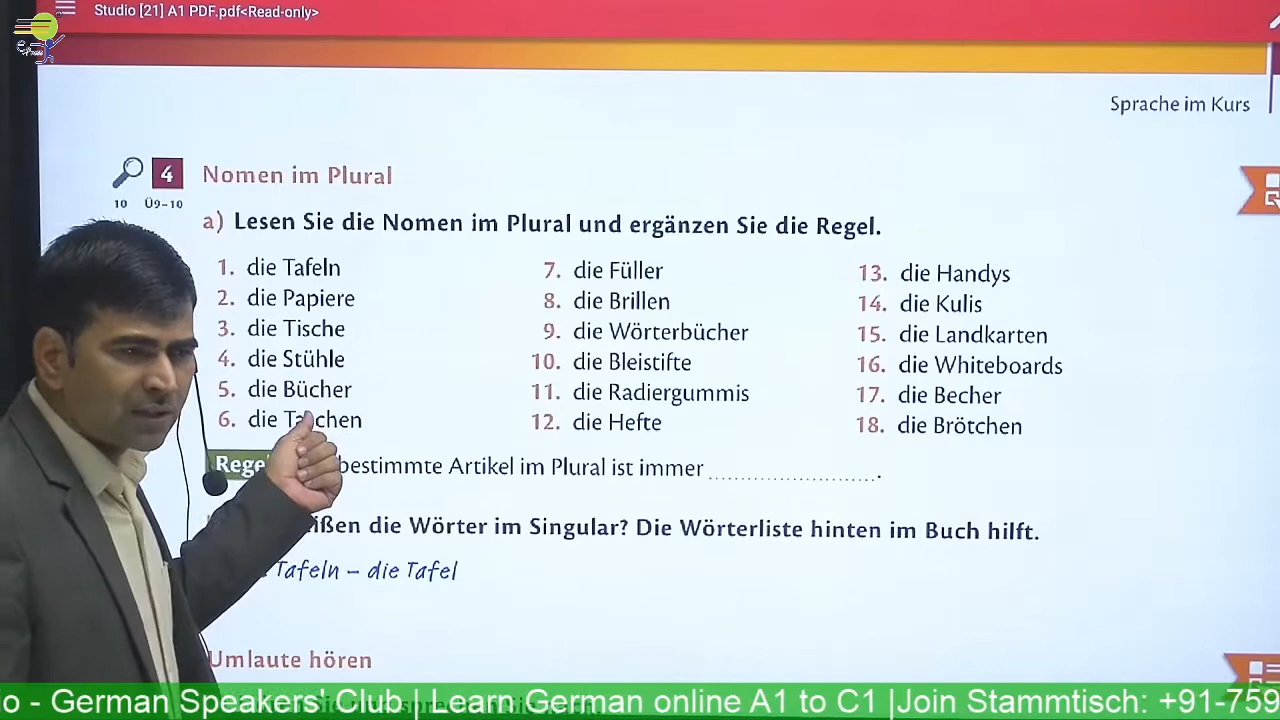 Studio [21] A1 PDF.pdf<Read-only>
Sprache im Kurs
4 Nomen im Plural
10 Ü9–10
a) Lesen Sie die Nomen im Plural und ergänzen Sie die Regel.
1. die Tafeln
2. die Papiere
3. die Tische
4. die Stühle
5. die Bücher
6. die Taschen
7. die Füller
8. die Brillen
9. die Wörterbücher
10. die Bleistifte
11. die Radiergummis
12. die Hefte
13. die Handys
14. die Kulis
15. die Landkarten
16. die Whiteboards
17. die Becher
18. die Brötchen
Rege bestimmte Artikel im Plural ist immer ........................ .
ißen die Wörter im Singular? Die Wörterliste hinten im Buch hilft.
Tafeln – die Tafel
Umlaute hören
io - German Speakers' Club | Learn German online A1 to C1 |Join Stammtisch: +91-759